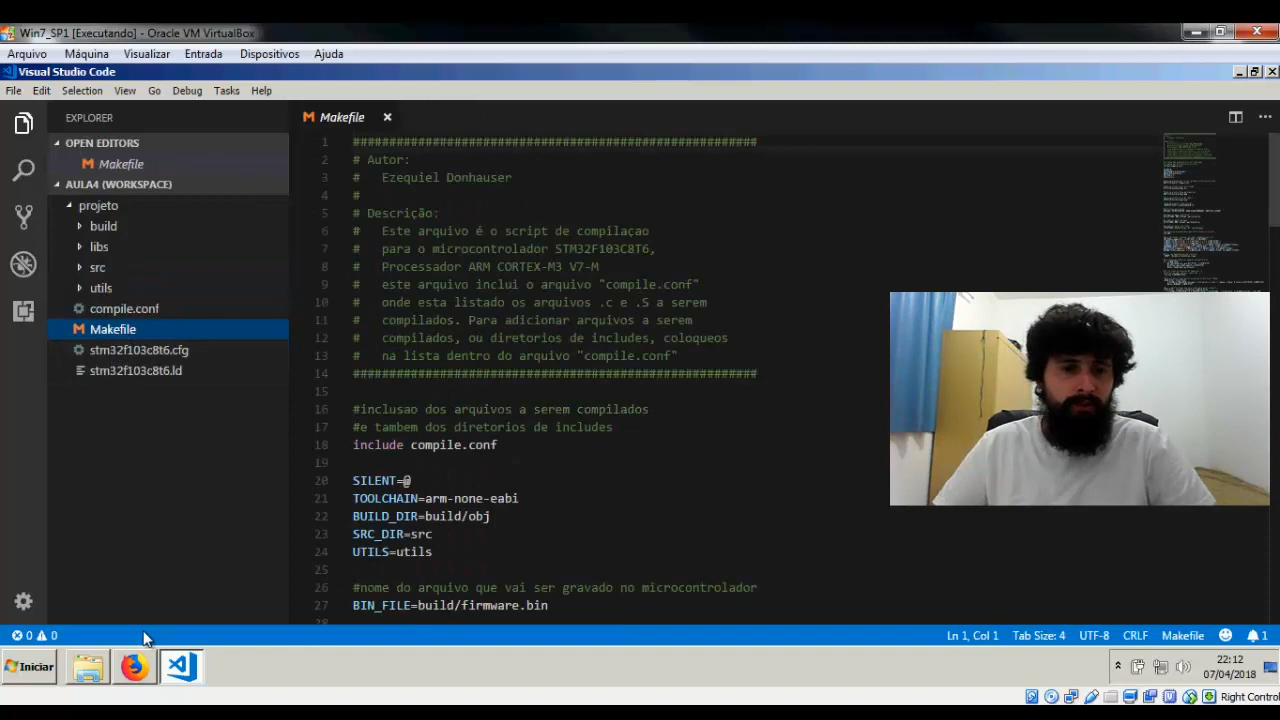 Win7_SP1 [Executando] - Oracle VM VirtualBox
Arquivo Máquina Visualizar Entrada Dispositivos Ajuda
Visual Studio Code
File Edit Selection View Go Debug Tasks Help
EXPLORER
OPEN EDITORS
Makefile
AULA4 (WORKSPACE)
projeto
build
libs
src
utils
compile.conf
Makefile
stm32f103c8t6.cfg
stm32f103c8t6.ld
Makefile
1 ########################################################
2 # Autor:
3 #   Ezequiel Donhauser
4 #
5 # Descrição:
6 #   Este arquivo é o script de compilaçao
7 #   para o microcontrolador STM32F103C8T6,
8 #   Processador ARM CORTEX-M3 V7-M
9 #   este arquivo inclui o arquivo "compile.conf"
10 #   onde esta listado os arquivos .c e .S a serem
11 #   compilados. Para adicionar arquivos a serem
12 #   compilados, ou diretorios de includes, coloqueos
13 #   na lista dentro do arquivo "compile.conf"
14 ########################################################
15
16 #inclusao dos arquivos a serem compilados
17 #e tambem dos diretorios de includes
18 include compile.conf
19
20 SILENT=@
21 TOOLCHAIN=arm-none-eabi
22 BUILD_DIR=build/obj
23 SRC_DIR=src
24 UTILS=utils
25
26 #nome do arquivo que vai ser gravado no microcontrolador
27 BIN_FILE=build/firmware.bin
28
0 0 Ln 1, Col 1 Tab Size: 4 UTF-8 CRLF Makefile 1
Iniciar
22:12
07/04/2018
Right Control